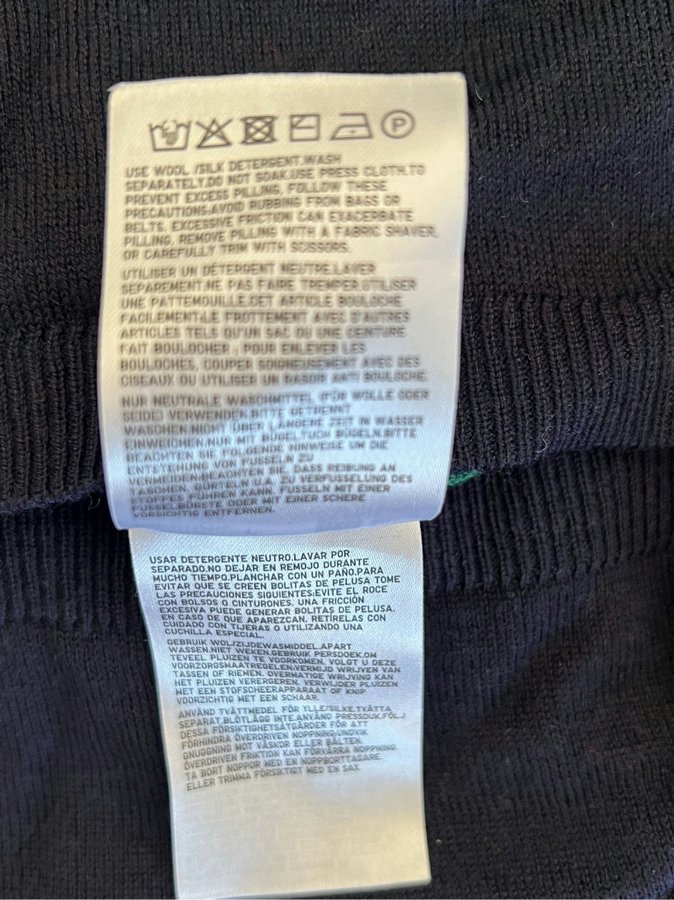 P
USE WOOL /SILK DETERGENT.WASH
SEPARATELY.DO NOT SOAK.USE PRESS CLOTH.TO
PREVENT EXCESS PILLING, FOLLOW THESE
PRECAUTIONS.AVOID RUBBING FROM BAGS OR
BELTS. EXCESSIVE FRICTION CAN EXACERBATE
PILLING. REMOVE PILLING WITH A FABRIC SHAVER,
OR CAREFULLY TRIM WITH SCISSORS.
UTILISER UN DÉTERGENT NEUTRE.LAVER
SEPAREMENT.NE PAS FAIRE TREMPER.UTILISER
UNE PATTEMOUILLE.CET ARTICLE BOULOCHE
FACILEMENT.LE FROTTEMENT AVEC D'AUTRES
ARTICLES TELS QU'UN SAC OU UNE CEINTURE
FAIT BOULOCHER ; POUR ENLEVER LES
BOULOCHES, COUPER SOIGNEUSEMENT AVEC DES
CISEAUX OU UTILISER UN RASOIR ANTI BOULOCHE.
NUR NEUTRALE WASCHMITTEL (FÜR WOLLE ODER
SEIDE) VERWENDEN.BITTE GETRENNT
WASCHEN.NICHT ÜBER LÄNGERE ZEIT IN WASSER
EINWEICHEN.NUR MIT BÜGELTUCH BÜGELN.BITTE
BEACHTEN SIE FOLGENDE HINWEISE UM DIE
ENTSTEHUNG VON FUSSELN ZU
VERMEIDEN:BEACHTEN SIE, DASS REIBUNG AN
TASCHEN, GÜRTELN U.A. ZU VERFUSSELUNG DES
STOFFES FÜHREN KANN. FUSSELN MIT EINER
FUSSELBÜRSTE ODER MIT EINER SCHERE
VORSICHTIG ENTFERNEN.
USAR DETERGENTE NEUTRO.LAVAR POR
SEPARADO.NO DEJAR EN REMOJO DURANTE
MUCHO TIEMPO.PLANCHAR CON UN PAÑO.PARA
EVITAR QUE SE CREEN BOLITAS DE PELUSA TOME
LAS PRECAUCIONES SIGUIENTES:EVITE EL ROCE
CON BOLSOS O CINTURONES. UNA FRICCIÓN
EXCESIVA PUEDE GENERAR BOLITAS DE PELUSA.
EN CASO DE QUE APAREZCAN, RETÍRELAS CON
CUIDADO CON TIJERAS O UTILIZANDO UNA
CUCHILLA ESPECIAL.
GEBRUIK WOL/ZIJDEWASMIDDEL.APART
WASSEN.NIET WEKEN.GEBRUIK PERSDOEK.OM
TEVEEL PLUIZEN TE VOORKOMEN, VOLGT U DEZE
VOORZORGSMAATREGELEN:VERMIJD WRIJVEN VAN
TASSEN OF RIEMEN. OVERMATIGE WRIJVING KAN
HET PLUIZEN VERERGEREN. VERWIJDER PLUIZEN
MET EEN STOFSCHEERAPPARAAT OF KNIP
VOORZICHTIG MET EEN SCHAAR.
ANVÄND TVÄTTMEDEL FÖR YLLE/SILKE.TVÄTTA
SEPARAT.BLÖTLÄGG INTE.ANVÄND PRESSDUK.FÖLJ
DESSA FÖRSIKTIGHETSÅTGÄRDER FÖR ATT
FÖRHINDRA ÖVERDRIVEN NOPPNING:UNDVIK
GNUGGNING MOT VÄSKOR ELLER BÄLTEN.
ÖVERDRIVEN FRIKTION KAN FÖRVÄRRA NOPPNING.
TA BORT NOPPOR MED EN NOPPBORTTAGARE
ELLER TRIMMA FÖRSIKTIGT MED EN SAX.